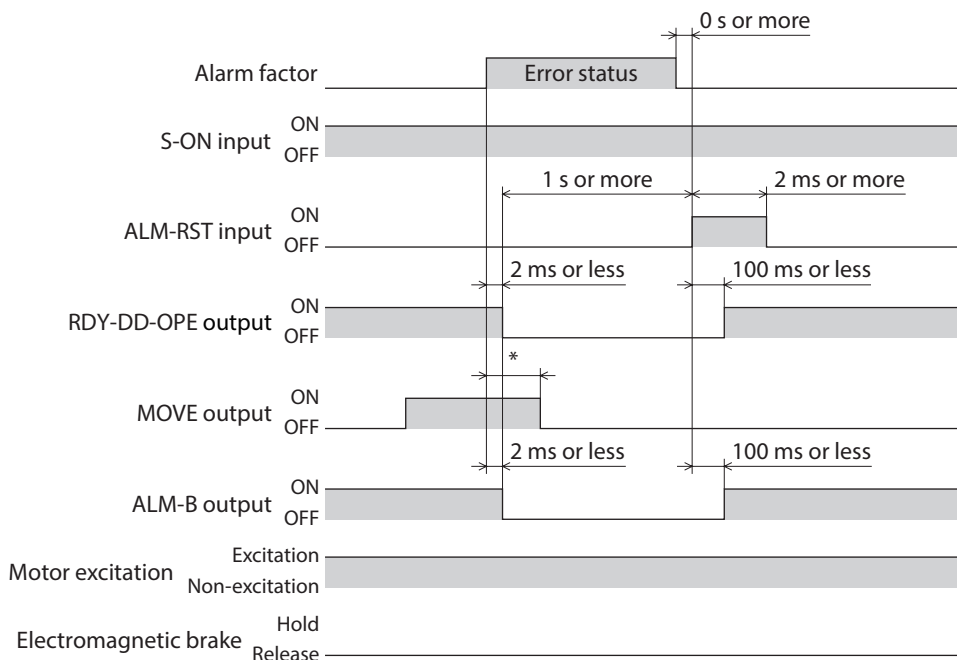 0 s or more
Alarm factor
Error status
S-ON input
ON
OFF
1 s or more
2 ms or more
ALM-RST input
ON
OFF
2 ms or less
100 ms or less
RDY-DD-OPE output
ON
OFF
*
MOVE output
ON
OFF
2 ms or less
100 ms or less
ALM-B output
ON
OFF
Motor excitation
Excitation
Non-excitation
Electromagnetic brake
Hold
Release